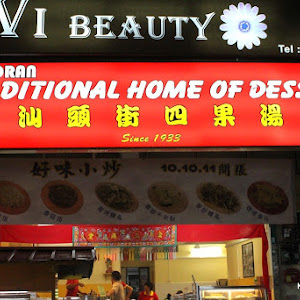 VI BEAUTY
Tel :
ORAN
DITIONAL HOME OF DESS
汕頭街四果湯
Since 1933
好味小炒 10.10.11開張